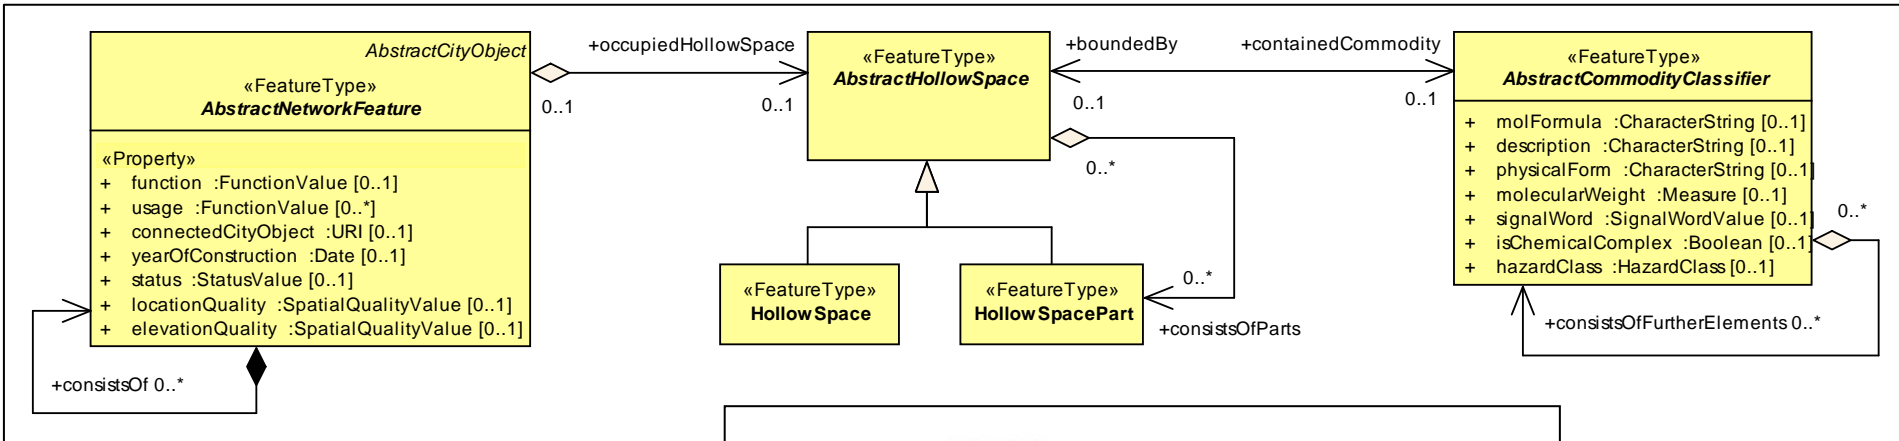 AbstractCityObject
«FeatureType»
AbstractNetworkFeature
«Property»
+ function :FunctionValue [0..1]
+ usage :FunctionValue [0..*]
+ connectedCityObject :URI [0..1]
+ yearOfConstruction :Date [0..1]
+ status :StatusValue [0..1]
+ locationQuality :SpatialQualityValue [0..1]
+ elevationQuality :SpatialQualityValue [0..1]
+consistsOf 0..*
+occupiedHollowSpace
0..1
0..1
«FeatureType»
AbstractHollowSpace
+boundedBy
+containedCommodity
0..1
0..1
0..*
«FeatureType»
HollowSpace
«FeatureType»
HollowSpacePart
0..*
+consistsOfParts
«FeatureType»
AbstractCommodityClassifier
+ molFormula :CharacterString [0..1]
+ description :CharacterString [0..1]
+ physicalForm :CharacterString [0..1]
+ molecularWeight :Measure [0..1]
+ signalWord :SignalWordValue [0..1]
+ isChemicalComplex :Boolean [0..1]
+ hazardClass :HazardClass [0..1]
0..*
+consistsOfFurtherElements 0..*